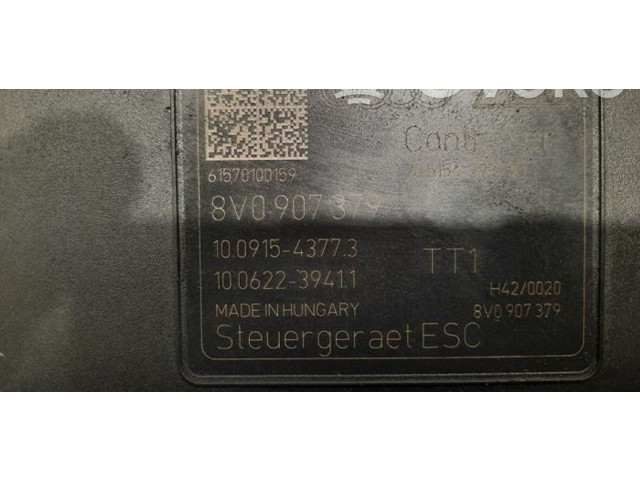 61570100159
8V0 907 379
10.0915-4377.3
10.0622-3941.1
TT1
H42/0020
MADE IN HUNGARY
8V0 907 379
Steuergeraet ESC